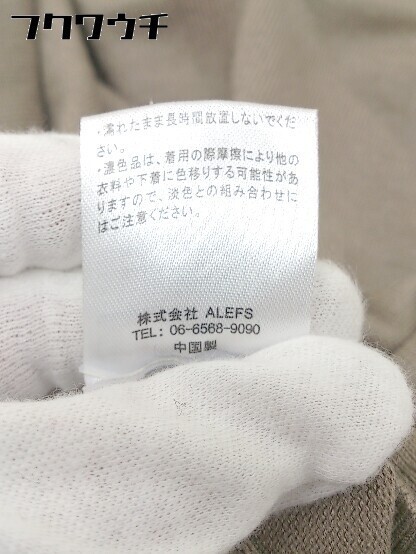 フクワウチ
・濡れたまま長時間放置しないでくだ
さい。
・濃色品は、着用の際摩擦により他の
衣料や下着に色移りする可能性があ
りますので、淡色との組み合わせに
はご注意ください。
株式会社 ALEFS
TEL: 06-6568-9090
中国製